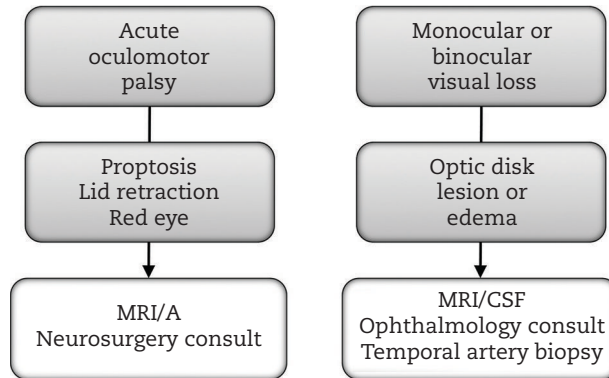 Acute
oculomotor
palsy
Proptosis
Lid retraction
Red eye
MRI/A
Neurosurgery consult
Monocular or
binocular
visual loss
Optic disk
lesion or
edema
MRI/CSF
Ophthalmology consult
Temporal artery biopsy